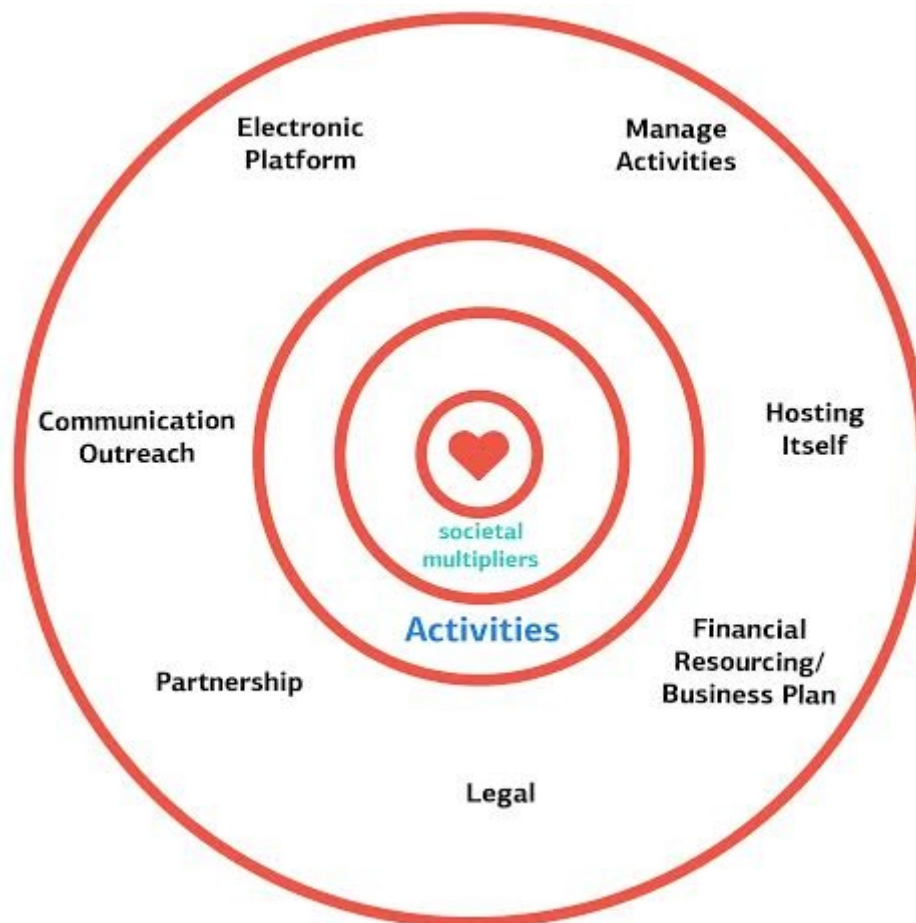 Electronic
Platform
Manage
Activities
Communication
Outreach
Hosting
Itself
societal
multipliers
Activities
Financial
Resourcing/
Business Plan
Partnership
Legal